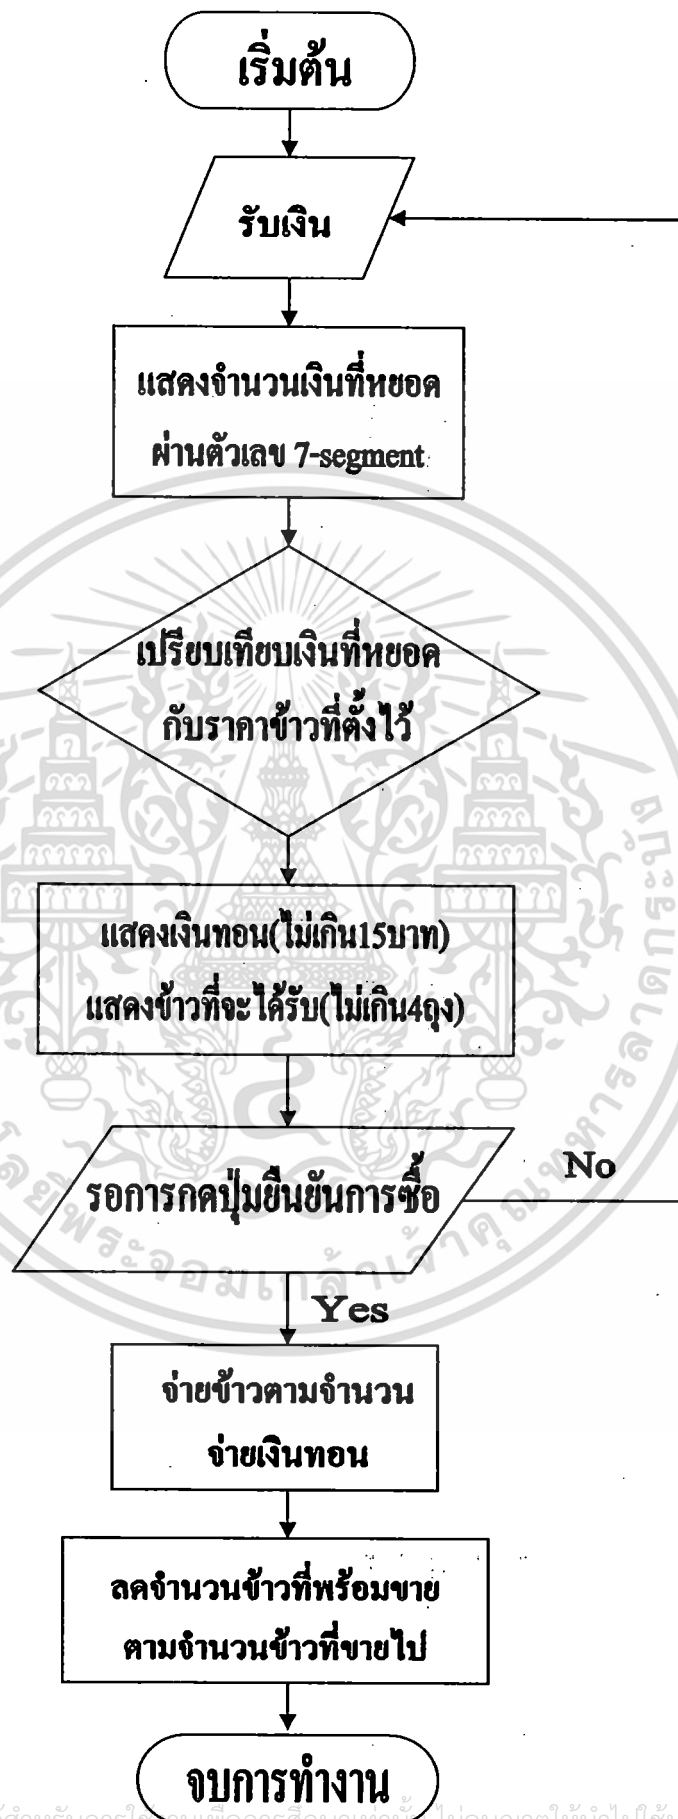 เริ่มต้น
รับเงิน
แสดงจำนวนเงินที่หยอด
ผ่านตัวเลข 7-segment
เปรียบเทียบเงินที่หยอด
กับราคาข้าวที่ตั้งไว้
แสดงเงินทอน(ไม่เกิน15บาท)
แสดงข้าวที่จะได้รับ(ไม่เกิน4ถุง)
รอการกดปุ่มยืนยันการซื้อ
No
Yes
จ่ายข้าวตามจำนวน
จ่ายเงินทอน
ลดจำนวนข้าวที่พร้อมขาย
ตามจำนวนข้าวที่ขายไป
จบการทำงาน